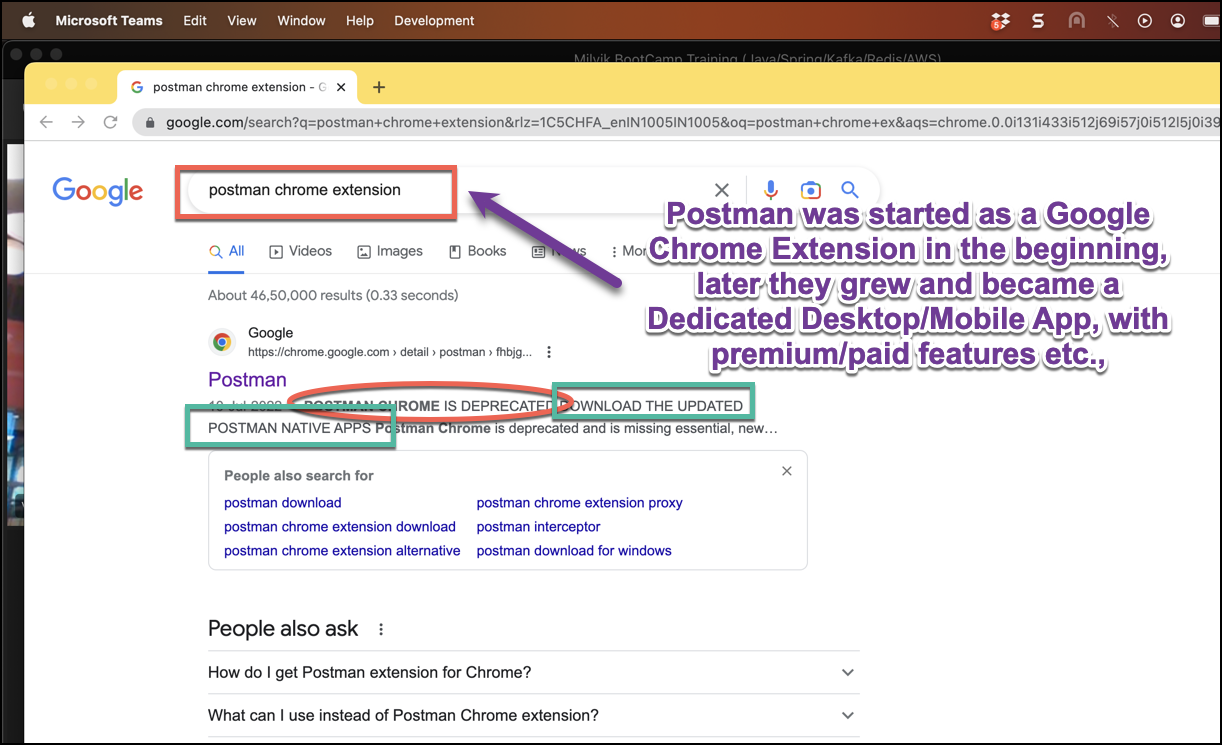 Microsoft Teams Edit View Window Help Development
6
Milvik BootCamp Training (Java/Spring/Kafka/Redis/AWS)
postman chrome extension - G
google.com/search?q=postman+chrome+extension&rlz=1C5CHFA_enIN1005IN1005&oq=postman+chrome+ex&aqs=chrome.0.0i131i433i512j69i57j0i512l5j0i39
Google
postman chrome extension
Postman was started as a Google
Chrome Extension in the beginning,
later they grew and became a
Dedicated Desktop/Mobile App, with
premium/paid features etc.,
All Videos Images Books News Mor
About 46,50,000 results (0.33 seconds)
Google
https://chrome.google.com › detail › postman › fhbjg...
Postman
Jul 2022 POSTMAN CHROME IS DEPRECATED DOWNLOAD THE UPDATED
POSTMAN NATIVE APPS Postman Chrome is deprecated and is missing essential, new…
People also search for
postman download postman chrome extension proxy
postman chrome extension download postman interceptor
postman chrome extension alternative postman download for windows
People also ask
How do I get Postman extension for Chrome?
What can I use instead of Postman Chrome extension?